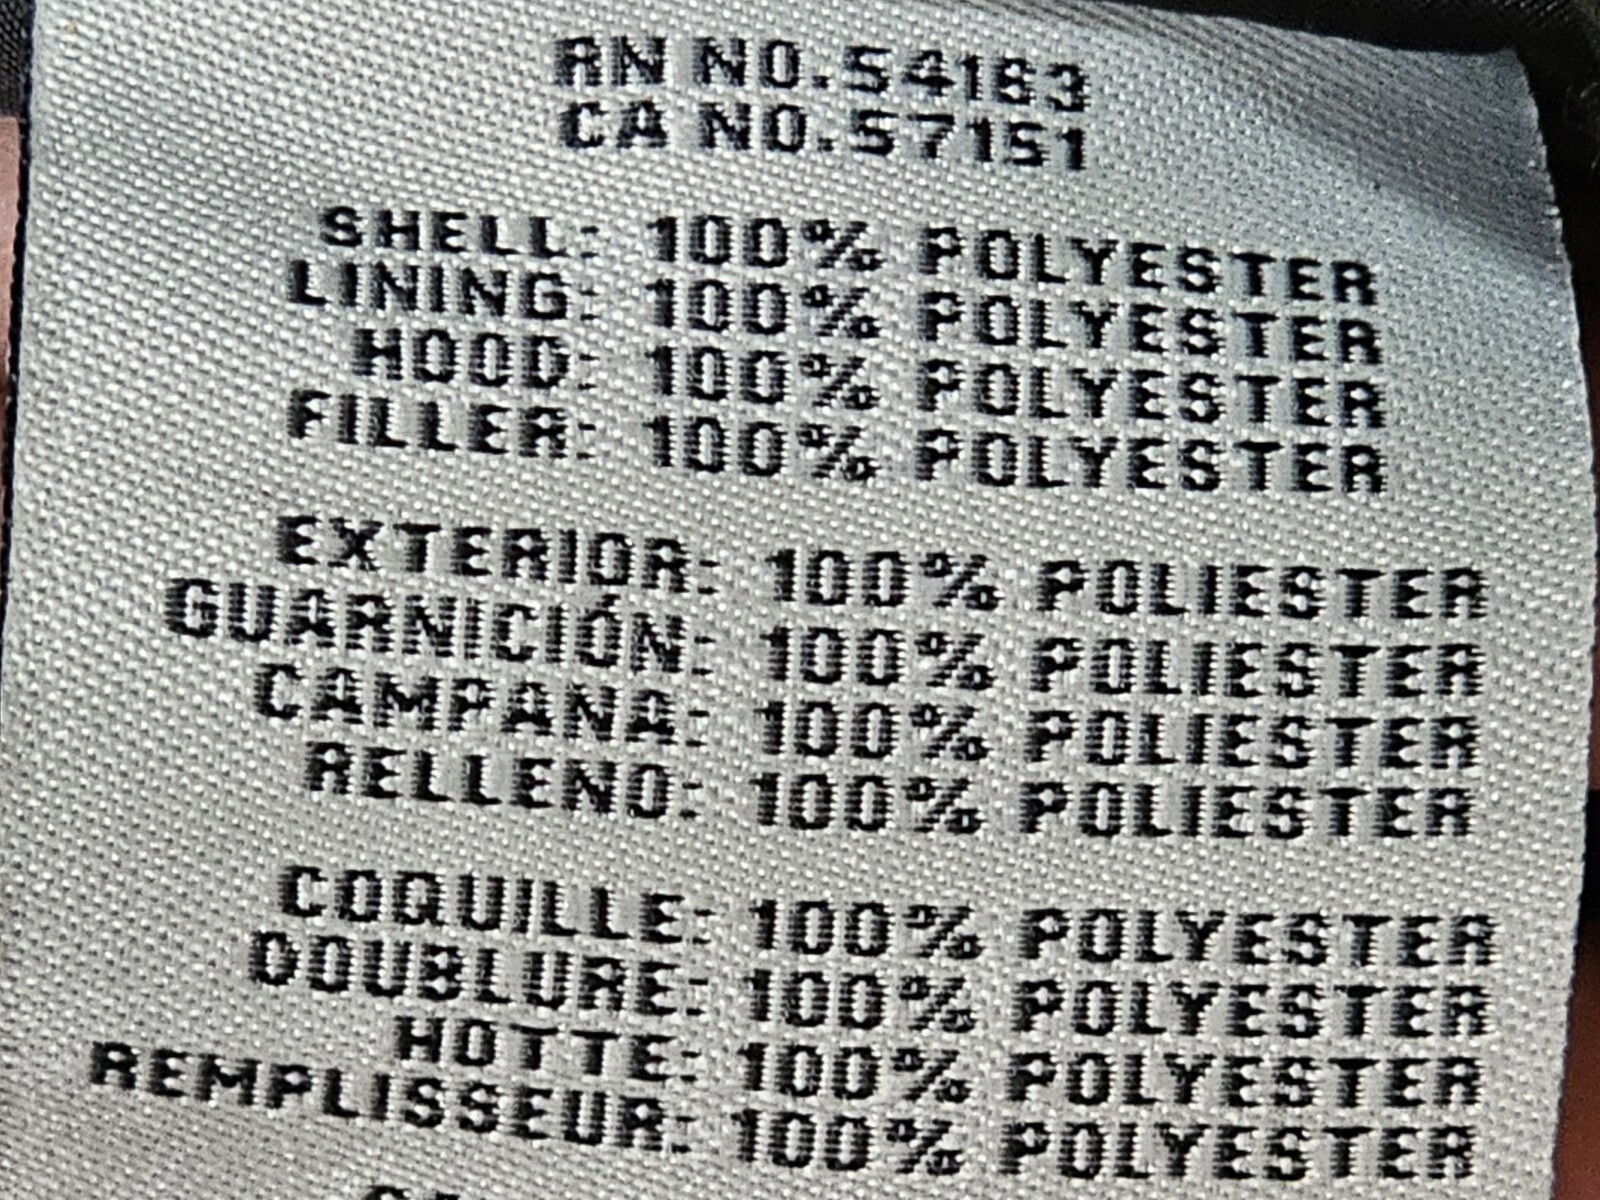 RN NO.54163
CA NO.57151
SHELL: 100% POLYESTER
LINING: 100% POLYESTER
HOOD: 100% POLYESTER
FILLER: 100% POLYESTER
EXTERIOR: 100% POLIESTER
GUARNICIÓN: 100% POLIESTER
CAMPANA: 100% POLIESTER
RELLENO: 100% POLIESTER
COQUILLE: 100% POLYESTER
DOUBLURE: 100% POLYESTER
HOTTE: 100% POLYESTER
REMPLISSEUR: 100% POLYESTER